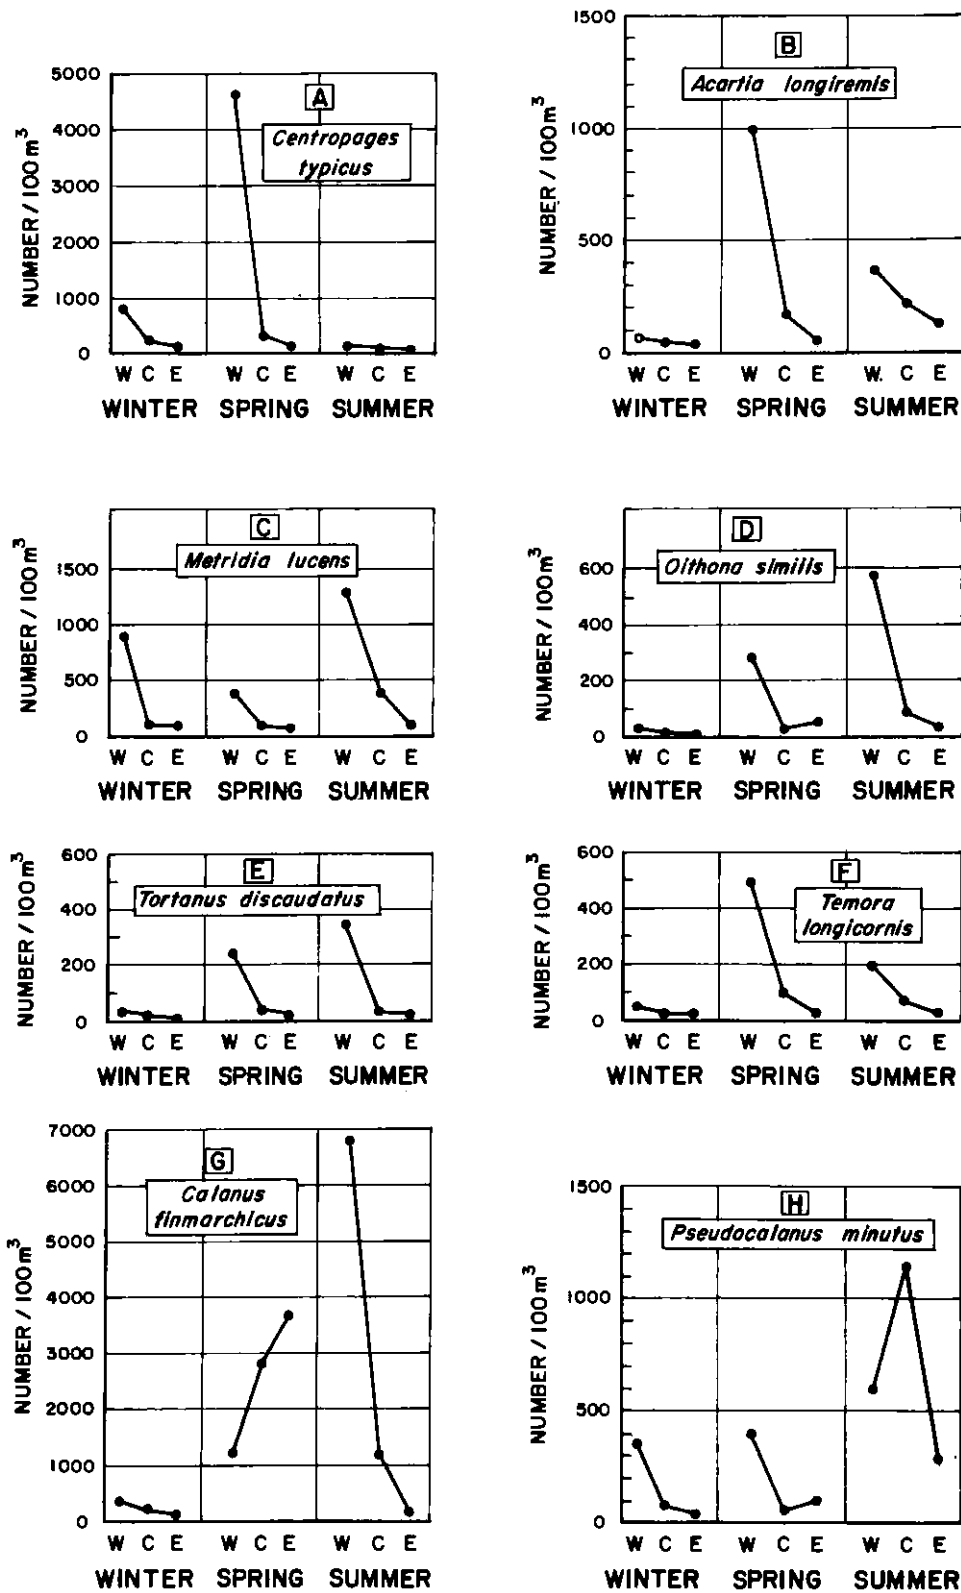 A
Centropages
typicus
NUMBER / 100m³
5000
4000
3000
2000
1000
0
W C E W C E W C E
WINTER SPRING SUMMER
B
Acartia longiremis
NUMBER / 100m³
1500
1000
500
0
W C E W C E W. C E
WINTER SPRING SUMMER
C
Metridia lucens
NUMBER / 100m³
1500
1000
500
0
W C E W C E W C E
WINTER SPRING SUMMER
D
Oithona similis
NUMBER / 100m³
600
400
200
0
W C E W C E W C E
WINTER SPRING SUMMER
E
Tortanus discaudatus
NUMBER / 100m³
600
400
200
0
W C E W C E W C E
WINTER SPRING SUMMER
F
Temora
longicornis
NUMBER / 100m³
600
400
200
0
W C E W C E W C E
WINTER SPRING SUMMER
G
Calanus
finmarchicus
NUMBER / 100m³
7000
6000
5000
4000
3000
2000
1000
0
W C E W C E W C E
WINTER SPRING SUMMER
H
Pseudocalanus minutus
NUMBER / 100m³
1500
1000
500
0
W C E W C E W C E
WINTER SPRING SUMMER